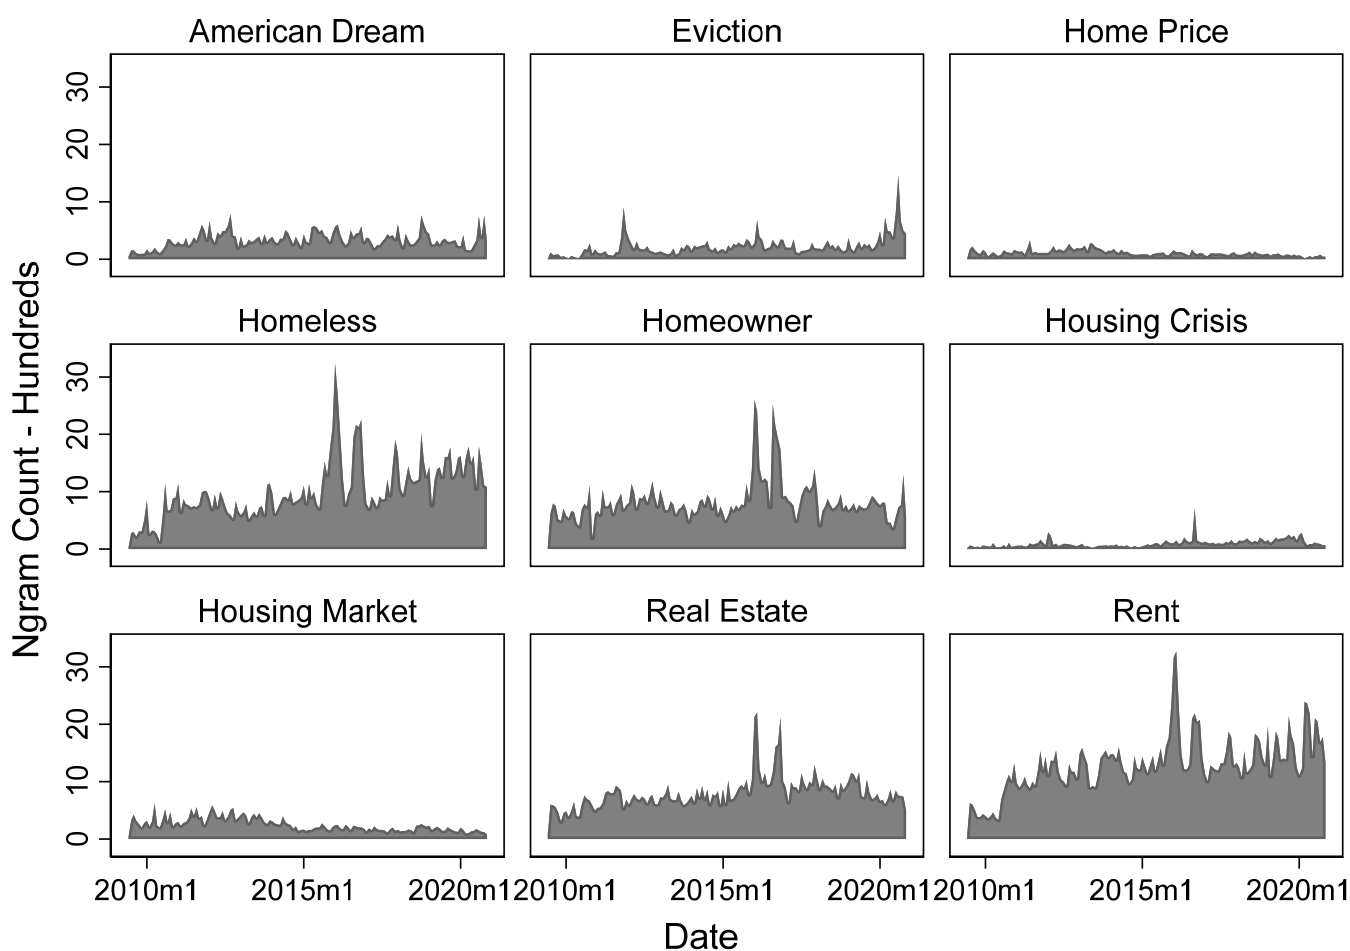 American Dream
Eviction
Home Price
30
20
10
0
Homeless
Homeowner
Housing Crisis
30
20
10
0
Ngram Count - Hundreds
Housing Market
Real Estate
Rent
30
20
10
0
2010m1 2015m1 2020m1 2010m1 2015m1 2020m1 2010m1 2015m1 2020m1
Date